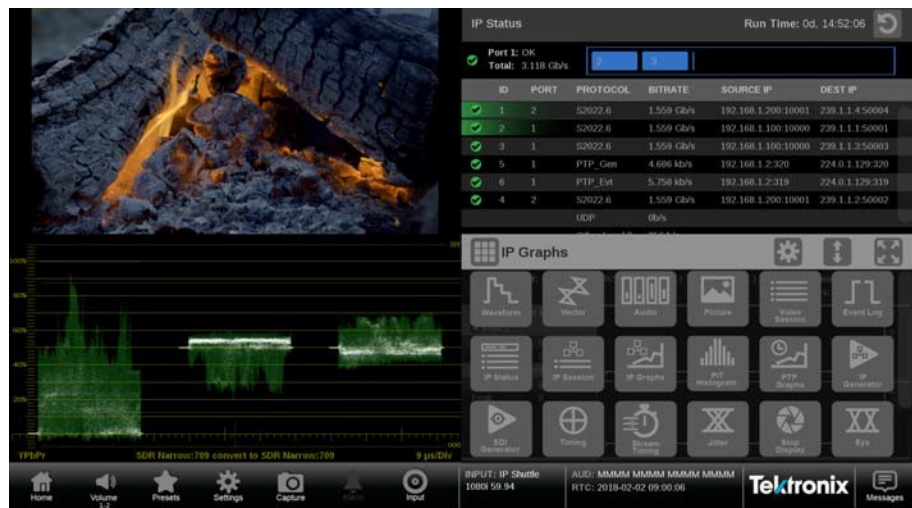 IP Status
Run Time: 0d, 14:52:06
Port 1: OK
Total: 3.118 Gb/s
2 3
ID PORT PROTOCOL BITRATE SOURCE IP DEST IP
1 2 S2022.6 1.559 Gb/s 192.168.1.200:10001 239.1.1.4:50004
2 1 S2022.6 1.559 Gb/s 192.168.1.100:10000 239.1.1.1:50001
3 1 S2022.6 1.559 Gb/s 192.168.1.100:10000 239.1.1.3:50003
5 1 PTP_Gen 4.686 kb/s 192.168.1.2:320 224.0.1.129:320
6 1 PTP_Evt 5.758 kb/s 192.168.1.2:319 224.0.1.129:319
4 2 S2022.6 1.559 Gb/s 192.168.1.200:10001 239.1.1.2:50002
UDP 0b/s
IP Graphs
Waveform Vector Audio Picture Video Session Event Log
IP Status IP Session IP Graphs PIT Histogram PTP Graphs IP Generator
SDI Generator Timing Stream Timing Jitter Stop Display Eye
100%
80%
60%
40%
20%
YPbPr SDR Narrow:709 convert to SDR Narrow:709 9 µs/Div
Home Volume 1-2 Presets Settings Capture Alarm Input
INPUT: IP Shuttle
1080i 59.94
AUD: MMMM MMMM MMMM MMMM
RTC: 2018-02-02 09:00:06
Tektronix
Messages